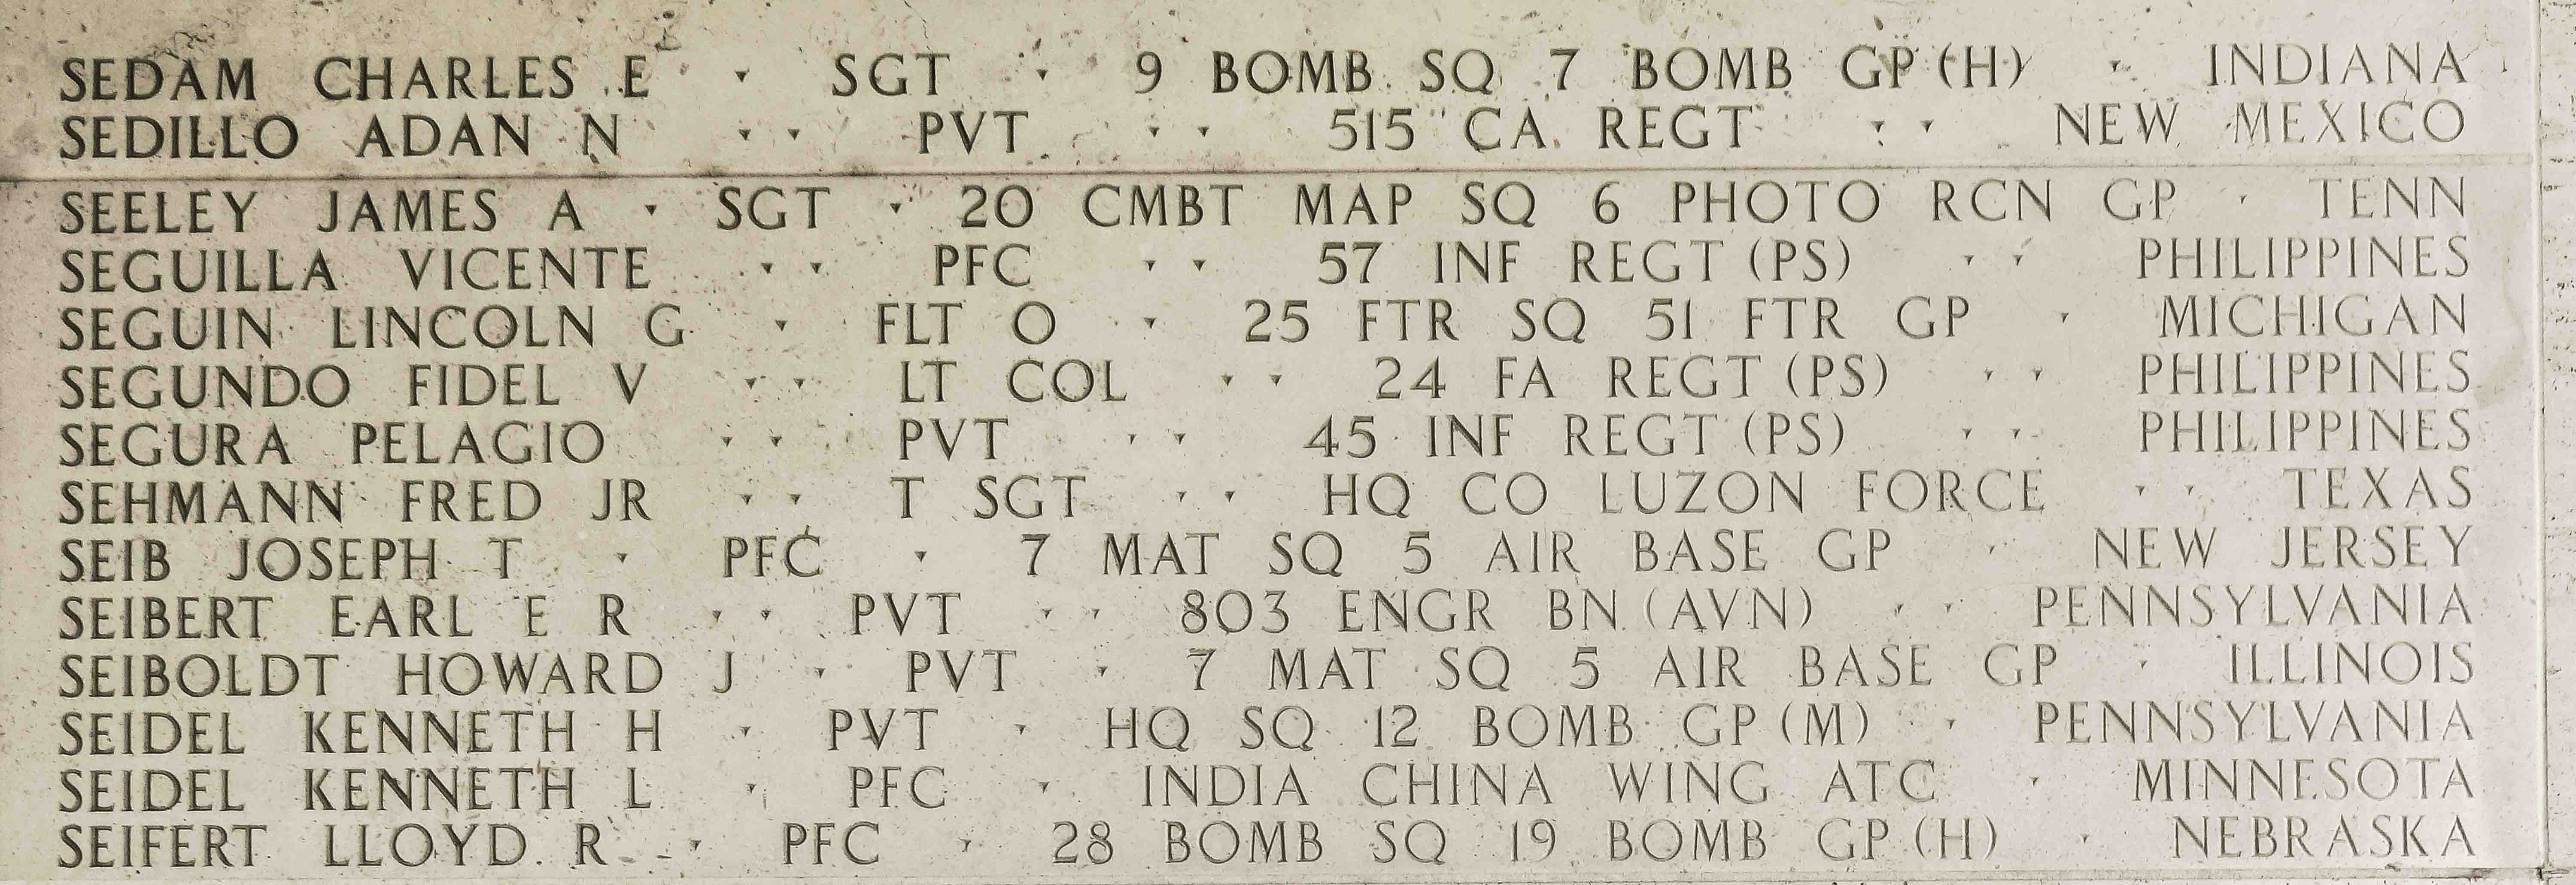 SEDAM CHARLES E · SGT · 9 BOMB SQ 7 BOMB GP (H) · INDIANA
SEDILLO ADAN N · · PVT · · 515 CA REGT · · NEW MEXICO
SEELEY JAMES A · SGT · 20 CMBT MAP SQ 6 PHOTO RCN GP · TENN
SEGUILLA VICENTE · · PFC · · 57 INF REGT (PS) · · PHILIPPINES
SEGUIN LINCOLN G · FLT O · 25 FTR SQ 51 FTR GP · MICHIGAN
SEGUNDO FIDEL V · · LT COL · · 24 FA REGT (PS) · · PHILIPPINES
SEGURA PELAGIO · · PVT · · 45 INF REGT (PS) · · PHILIPPINES
SEHMANN FRED JR · · T SGT · · HQ CO LUZON FORCE · · TEXAS
SEIB JOSEPH T · PFC · 7 MAT SQ 5 AIR BASE GP · NEW JERSEY
SEIBERT EARL E R · · PVT · · 803 ENGR BN (AVN) · · PENNSYLVANIA
SEIBOLDT HOWARD J · PVT · 7 MAT SQ 5 AIR BASE GP · ILLINOIS
SEIDEL KENNETH H · PVT · HQ SQ 12 BOMB GP (M) · PENNSYLVANIA
SEIDEL KENNETH L · PFC · INDIA CHINA WING ATC · MINNESOTA
SEIFERT LLOYD R · PFC · 28 BOMB SQ 19 BOMB GP (H) · NEBRASKA